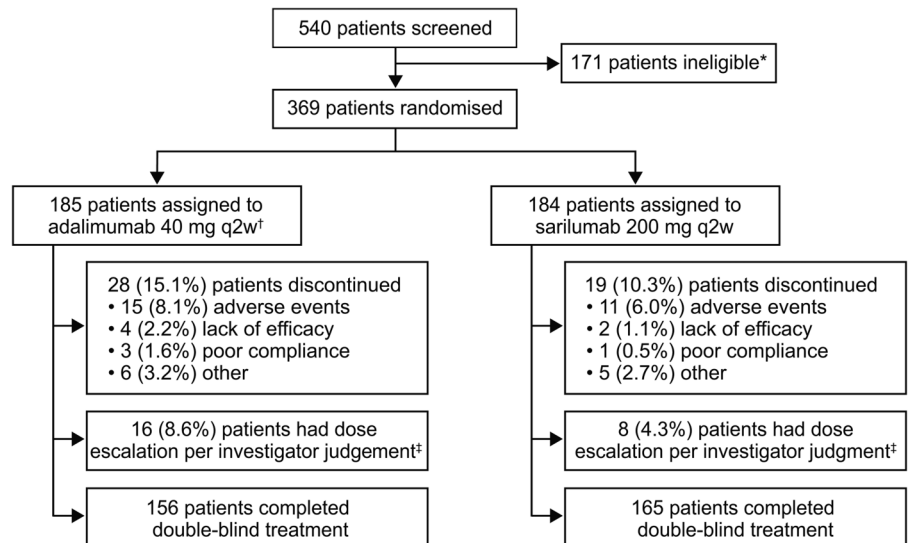 540 patients screened
171 patients ineligible*
369 patients randomised
185 patients assigned to
adalimumab 40 mg q2w†
184 patients assigned to
sarilumab 200 mg q2w
28 (15.1%) patients discontinued
• 15 (8.1%) adverse events
• 4 (2.2%) lack of efficacy
• 3 (1.6%) poor compliance
• 6 (3.2%) other
19 (10.3%) patients discontinued
• 11 (6.0%) adverse events
• 2 (1.1%) lack of efficacy
• 1 (0.5%) poor compliance
• 5 (2.7%) other
16 (8.6%) patients had dose
escalation per investigator judgement‡
8 (4.3%) patients had dose
escalation per investigator judgment‡
156 patients completed
double-blind treatment
165 patients completed
double-blind treatment